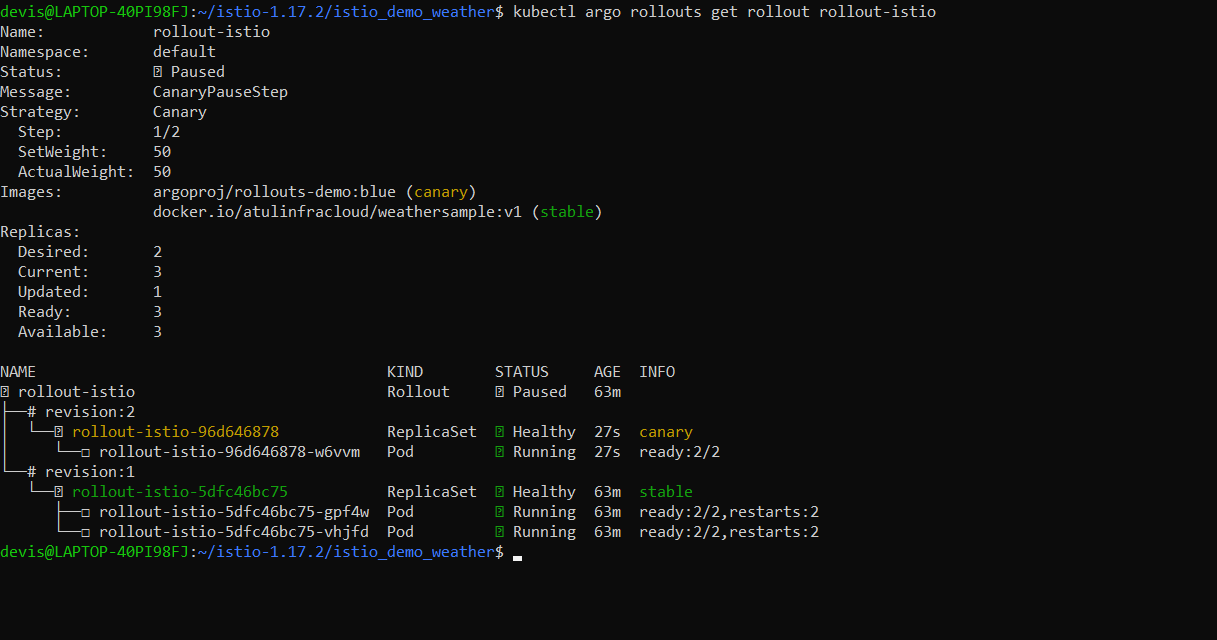 devis@LAPTOP-40PI98FJ:~/istio-1.17.2/istio_demo_weather$ kubectl argo rollouts get rollout rollout-istio
Name:            rollout-istio
Namespace:       default
Status:          ॥ Paused
Message:         CanaryPauseStep
Strategy:        Canary
  Step:          1/2
  SetWeight:     50
  ActualWeight:  50
Images:          argoproj/rollouts-demo:blue (canary)
                 docker.io/atulinfracloud/weathersample:v1 (stable)
Replicas:
  Desired:       2
  Current:       3
  Updated:       1
  Ready:         3
  Available:     3
NAME                                       KIND        STATUS     AGE  INFO
rollout-istio                              Rollout     Paused     63m
├──# revision:2
│  └── rollout-istio-96d646878             ReplicaSet  Healthy    27s  canary
│     └──□ rollout-istio-96d646878-w6vvm   Pod         Running    27s  ready:2/2
└──# revision:1
   └── rollout-istio-5dfc46bc75            ReplicaSet  Healthy    63m  stable
      ├──□ rollout-istio-5dfc46bc75-gpf4w  Pod         Running    63m  ready:2/2,restarts:2
      └──□ rollout-istio-5dfc46bc75-vhjfd  Pod         Running    63m  ready:2/2,restarts:2
devis@LAPTOP-40PI98FJ:~/istio-1.17.2/istio_demo_weather$